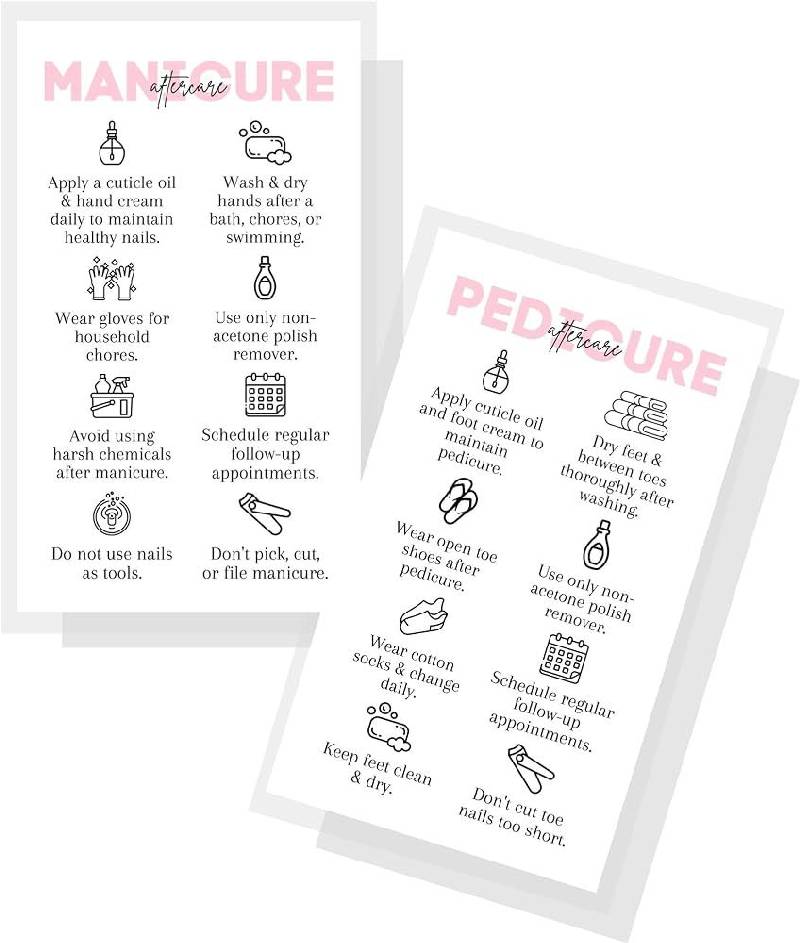 MANICURE
aftercare
Apply a cuticle oil
& hand cream
daily to maintain
healthy nails.
Wash & dry
hands after a
bath, chores, or
swimming.
Wear gloves for
household
chores.
Use only non-
acetone polish
remover.
Avoid using
harsh chemicals
after manicure.
Schedule regular
follow-up
appointments.
Do not use nails
as tools.
Don't pick, cut,
or file manicure.
PEDICURE
aftercare
Apply cuticle oil
and foot cream to
maintain
pedicure.
Dry feet &
between toes
thoroughly after
washing.
Wear open toe
shoes after
pedicure.
Use only non-
acetone polish
remover.
Wear cotton
socks & change
daily.
Schedule regular
follow-up
appointments.
Keep feet clean
& dry.
Don't cut toe
nails too short.